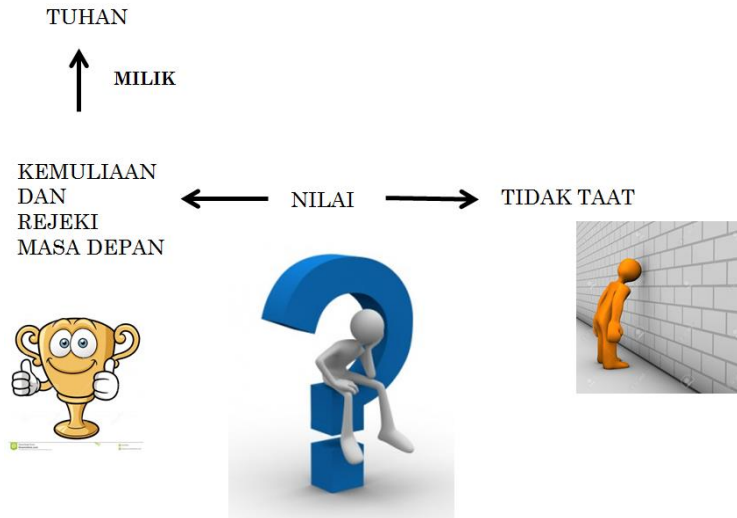 TUHAN
MILIK
KEMULIAAN
DAN
REJEKI
MASA DEPAN
NILAI
TIDAK TAAT